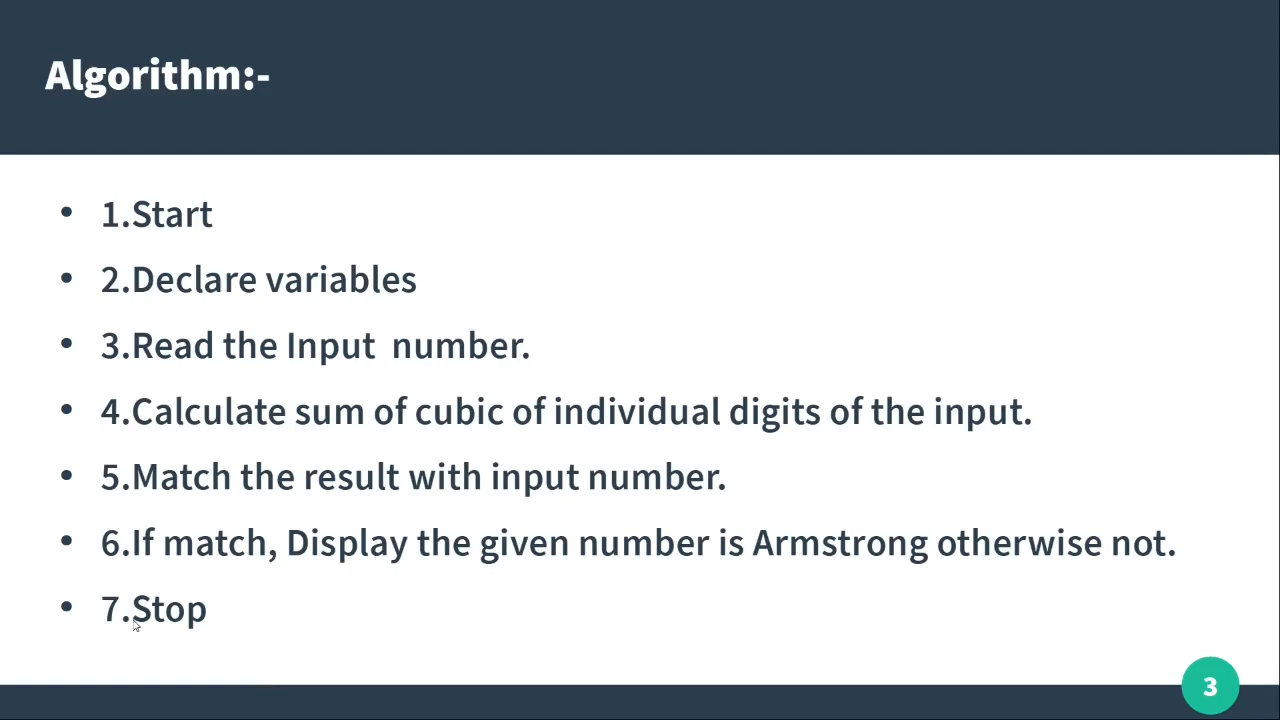 Algorithm:-
• 1.Start
• 2.Declare variables
• 3.Read the Input  number.
• 4.Calculate sum of cubic of individual digits of the input.
• 5.Match the result with input number.
• 6.If match, Display the given number is Armstrong otherwise not.
• 7.Stop
3